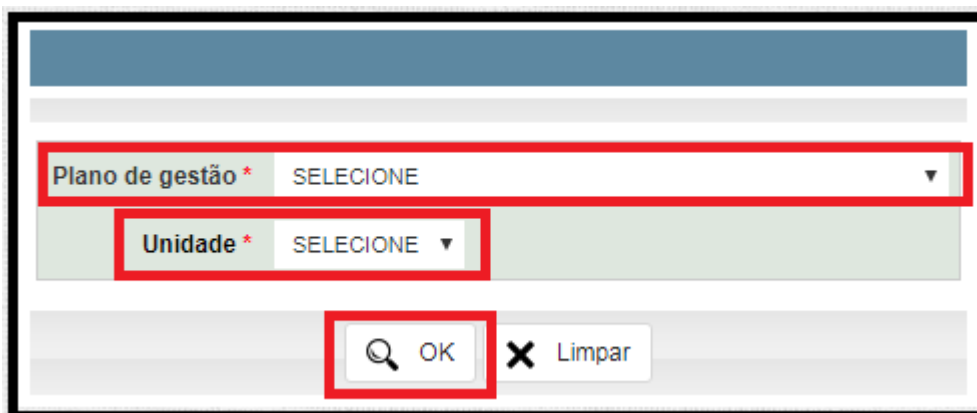 Plano de gestão * SELECIONE
Unidade * SELECIONE
OK Limpar